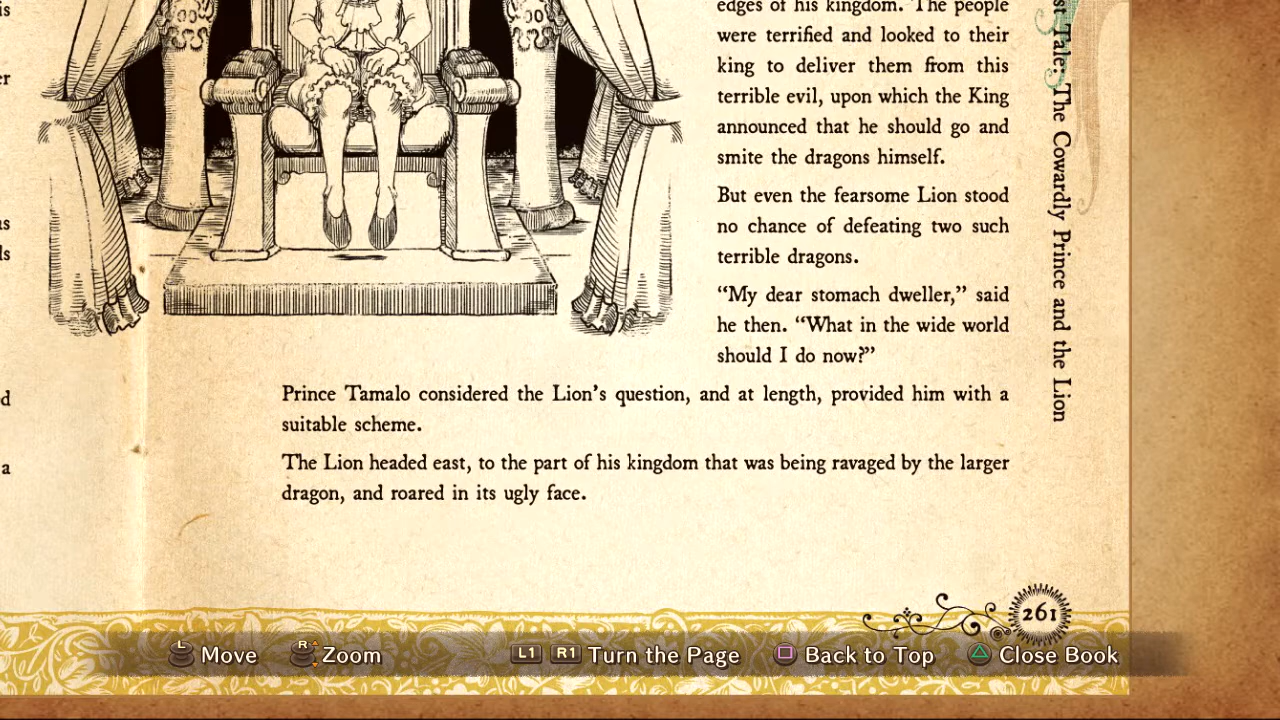 is
er
as
ls
d
a
edges of his kingdom. The people
were terrified and looked to their
king to deliver them from this
terrible evil, upon which the King
announced that he should go and
smite the dragons himself.
But even the fearsome Lion stood
no chance of defeating two such
terrible dragons.
“My dear stomach dweller,” said
he then. “What in the wide world
should I do now?”
Prince Tamalo considered the Lion’s question, and at length, provided him with a
suitable scheme.
The Lion headed east, to the part of his kingdom that was being ravaged by the larger
dragon, and roared in its ugly face.
st Tale: The Cowardly Prince and the Lion
261
L Move R Zoom L1 R1 Turn the Page Back to Top Close Book